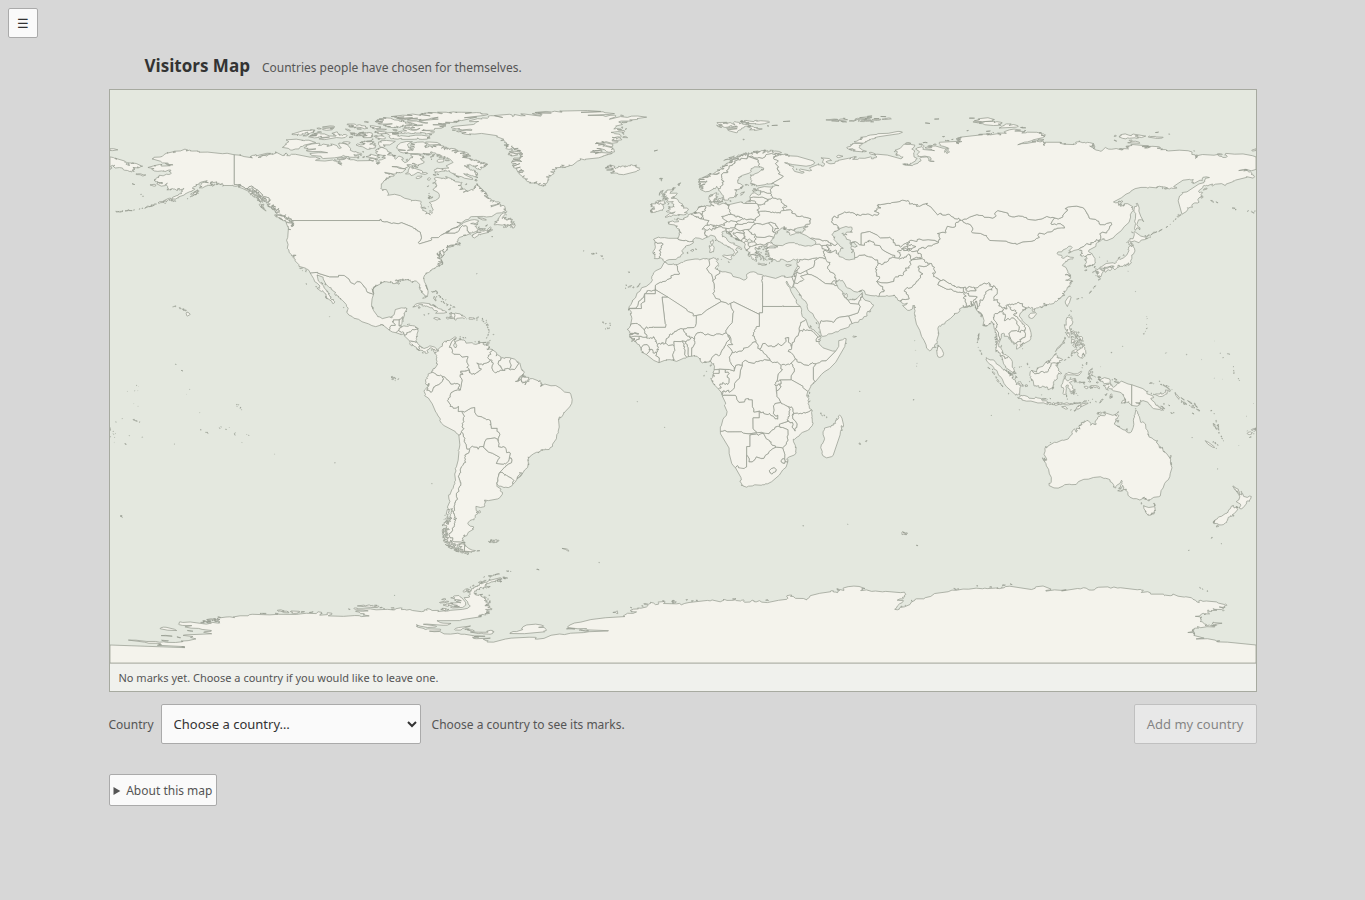 ☰
Visitors Map Countries people have chosen for themselves.
No marks yet. Choose a country if you would like to leave one.
Country Choose a country... Choose a country to see its marks. Add my country
▶ About this map